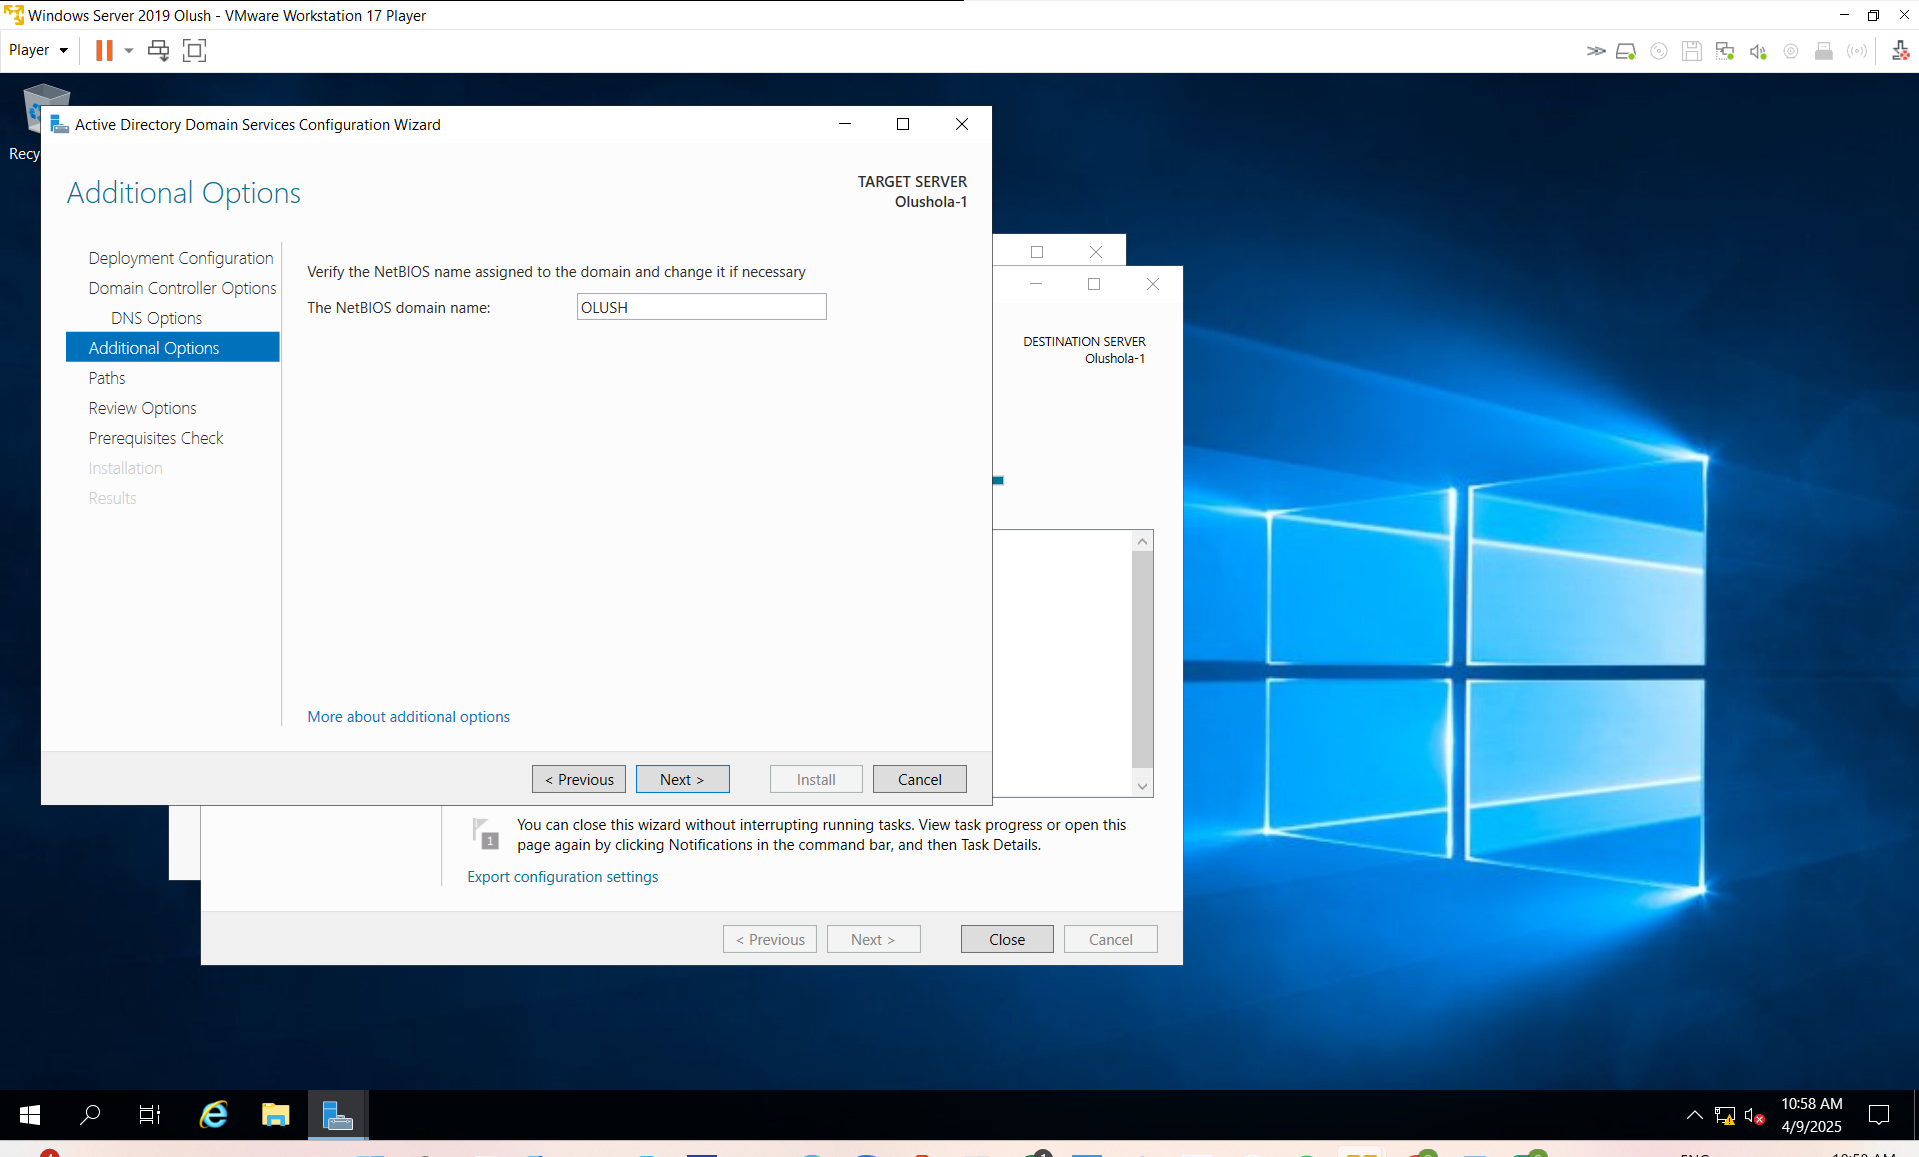 Windows Server 2019 Olush - VMware Workstation 17 Player
Player
Recy
Active Directory Domain Services Configuration Wizard
Additional Options
TARGET SERVER
Olushola-1
Deployment Configuration
Domain Controller Options
DNS Options
Additional Options
Paths
Review Options
Prerequisites Check
Installation
Results
Verify the NetBIOS name assigned to the domain and change it if necessary
The NetBIOS domain name:
OLUSH
More about additional options
< Previous
Next >
Install
Cancel
DESTINATION SERVER
Olushola-1
1
You can close this wizard without interrupting running tasks. View task progress or open this
page again by clicking Notifications in the command bar, and then Task Details.
Export configuration settings
< Previous
Next >
Close
Cancel
10:58 AM
4/9/2025